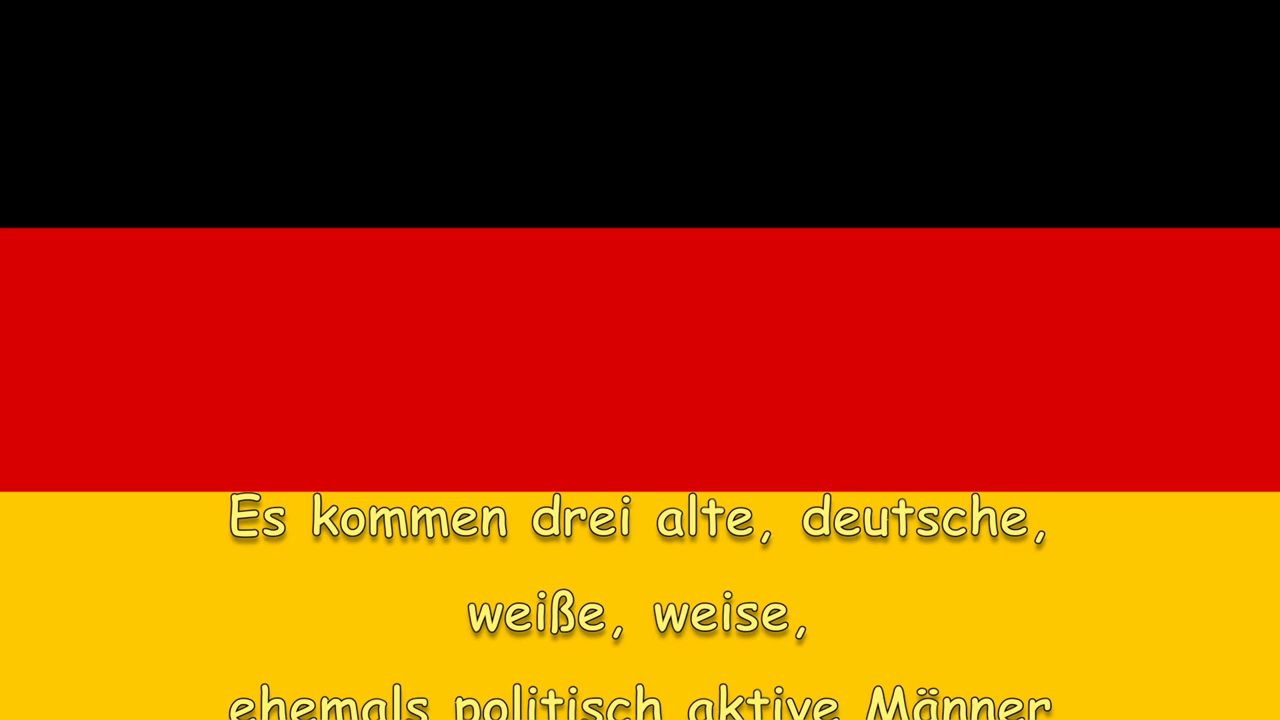 Es kommen drei alte, deutsche,
weiße, weise,
ehemals politisch aktive Männer